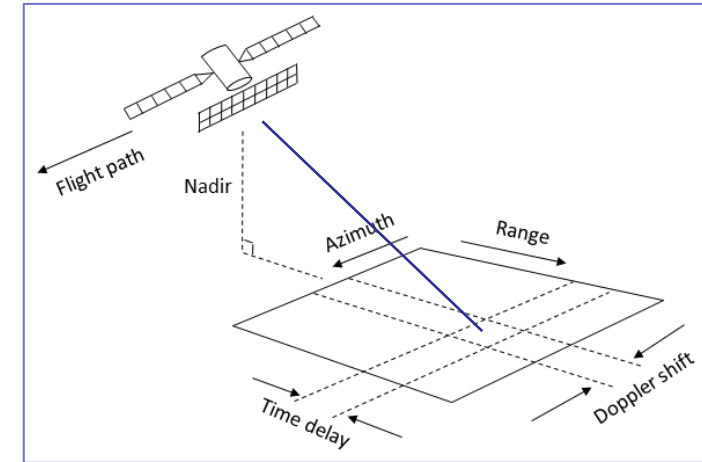 Flight path
Nadir
Azimuth
Range
Time delay
Doppler shift